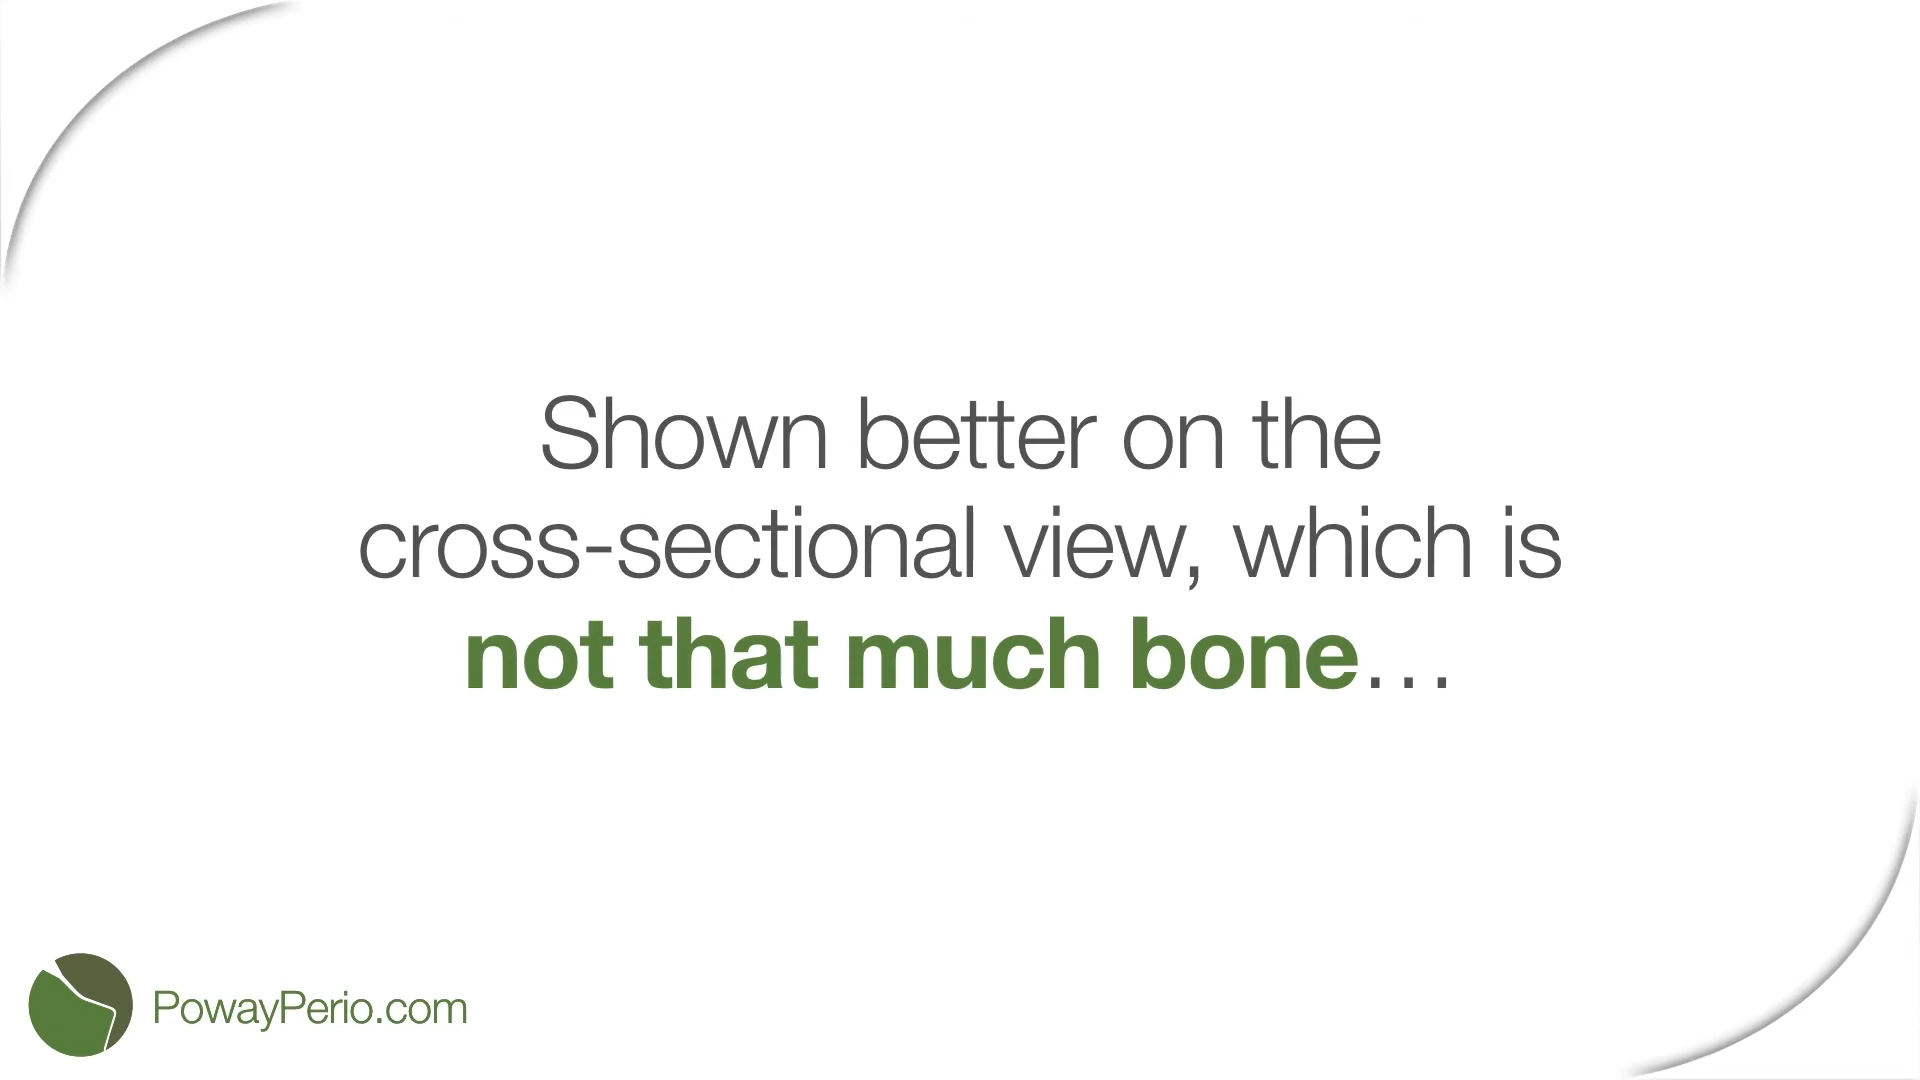 Shown better on the
cross-sectional view, which is
not that much bone…
PowayPerio.com